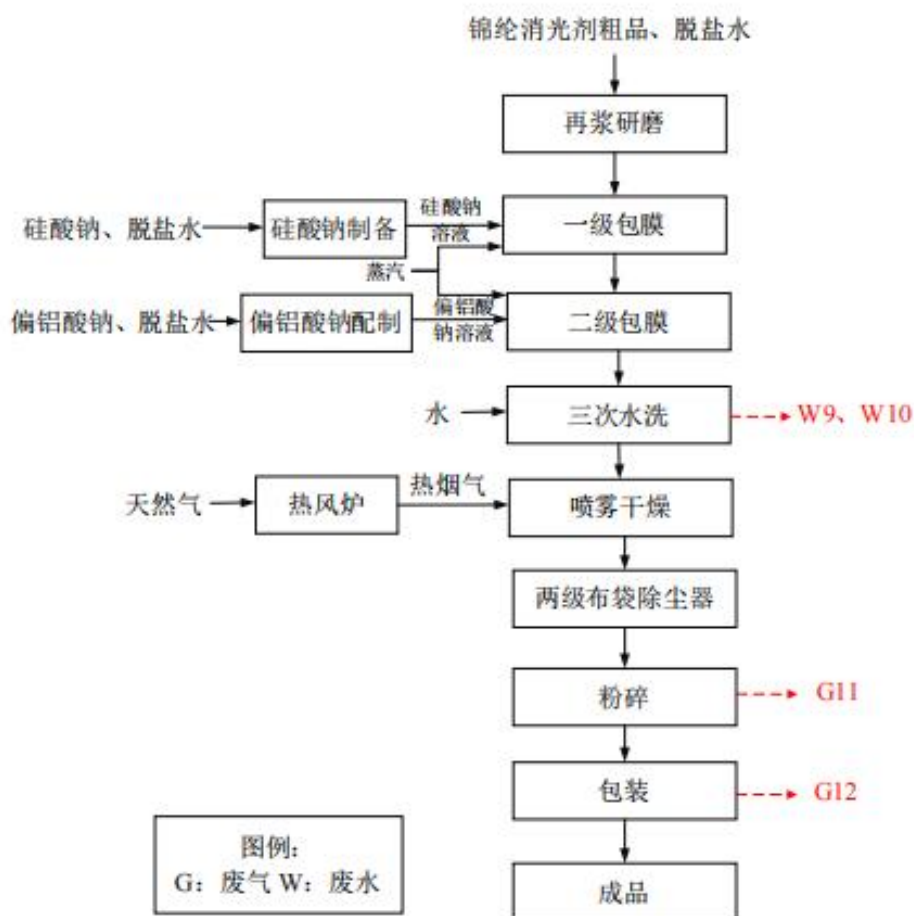 锦纶消光剂粗品、脱盐水
再浆研磨
硅酸钠、脱盐水
硅酸钠制备
硅酸钠
溶液
一级包膜
蒸汽
偏铝酸钠、脱盐水
偏铝酸钠配制
偏铝酸
钠溶液
二级包膜
水
三次水洗
W9、W10
天然气
热风炉
热烟气
喷雾干燥
两级布袋除尘器
粉碎
G11
包装
G12
图例：
G：废气 W：废水
成品